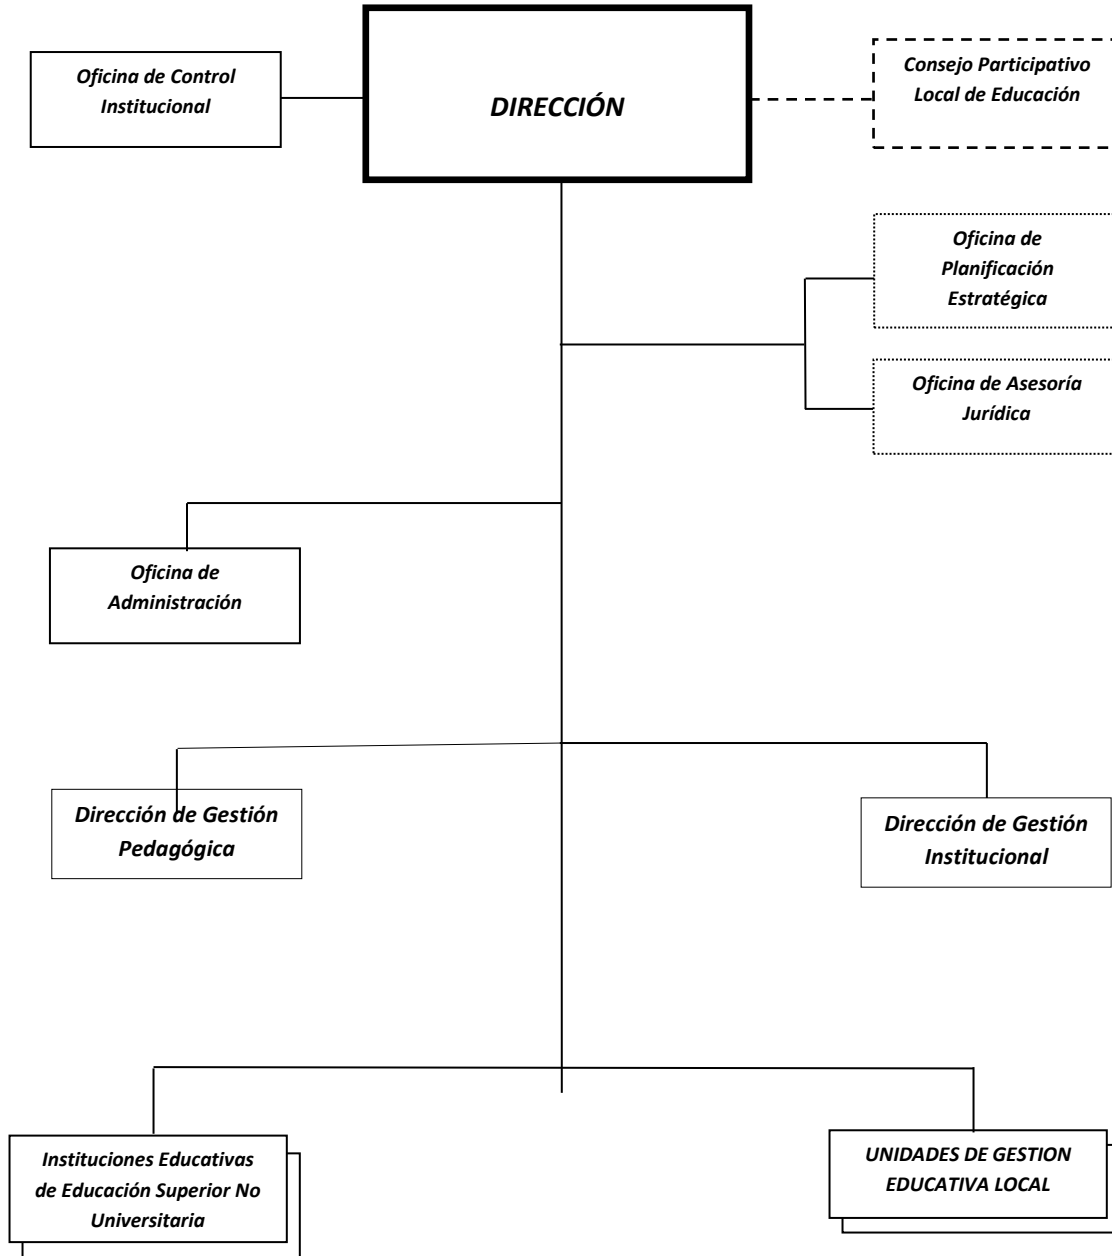 Oficina de Control
Institucional
DIRECCIÓN
Consejo Participativo
Local de Educación
Oficina de
Planificación
Estratégica
Oficina de Asesoría
Jurídica
Oficina de
Administración
Dirección de Gestión
Pedagógica
Dirección de Gestión
Institucional
Instituciones Educativas
de Educación Superior No
Universitaria
UNIDADES DE GESTION
EDUCATIVA LOCAL